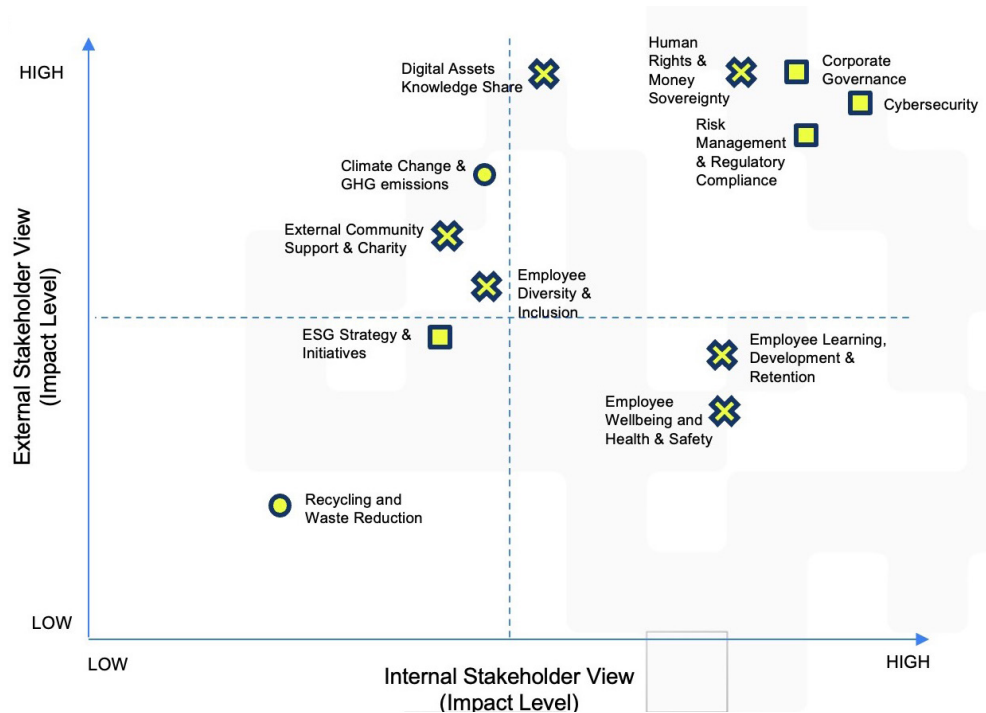 HIGH
Digital Assets
Knowledge Share
Human
Rights &
Money
Sovereignty
Corporate
Governance
Cybersecurity
Risk
Management
& Regulatory
Compliance
Climate Change &
GHG emissions
External Community
Support & Charity
Employee
Diversity &
Inclusion
ESG Strategy &
Initiatives
Employee Learning,
Development &
Retention
Employee
Wellbeing and
Health & Safety
Recycling and
Waste Reduction
External Stakeholder View
(Impact Level)
LOW
LOW
HIGH
Internal Stakeholder View
(Impact Level)